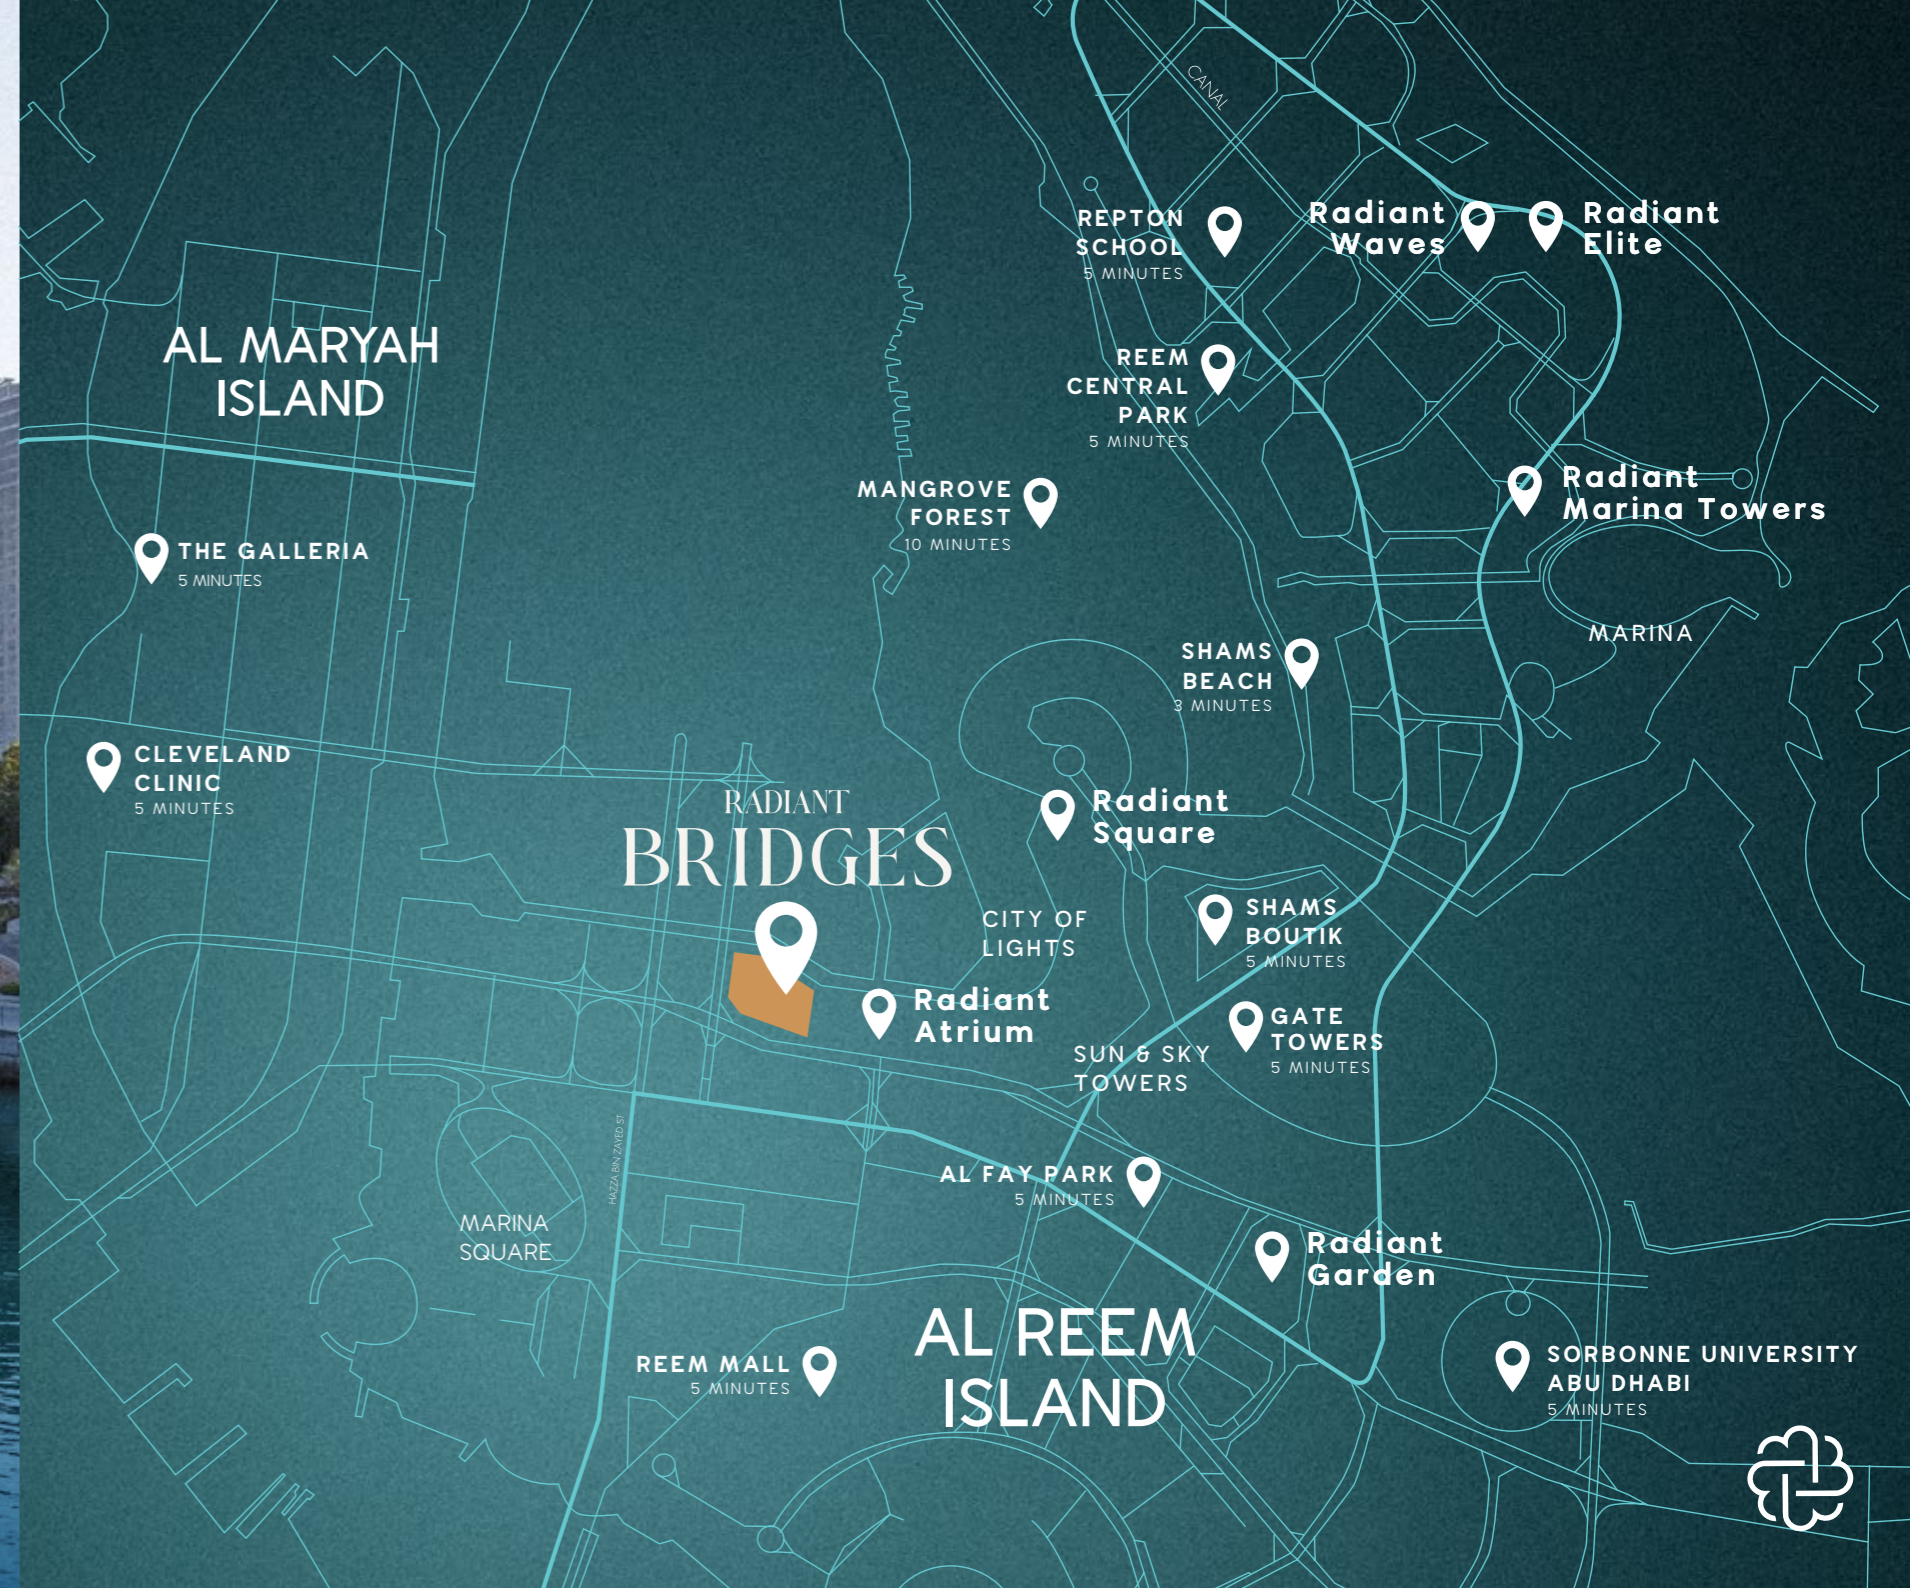 CANAL
REPTON
SCHOOL
5 MINUTES
Radiant
Waves
Radiant
Elite
AL MARYAH
ISLAND
REEM
CENTRAL
PARK
5 MINUTES
MANGROVE
FOREST
10 MINUTES
Radiant
Marina Towers
THE GALLERIA
5 MINUTES
MARINA
SHAMS
BEACH
3 MINUTES
CLEVELAND
CLINIC
5 MINUTES
RADIANT
BRIDGES
Radiant
Square
CITY OF
LIGHTS
SHAMS
BOUTIK
5 MINUTES
Radiant
Atrium
GATE
TOWERS
5 MINUTES
SUN & SKY
TOWERS
HAZZA BIN ZAYED ST
AL FAY PARK
5 MINUTES
MARINA
SQUARE
Radiant
Garden
AL REEM
ISLAND
REEM MALL
5 MINUTES
SORBONNE UNIVERSITY
ABU DHABI
5 MINUTES